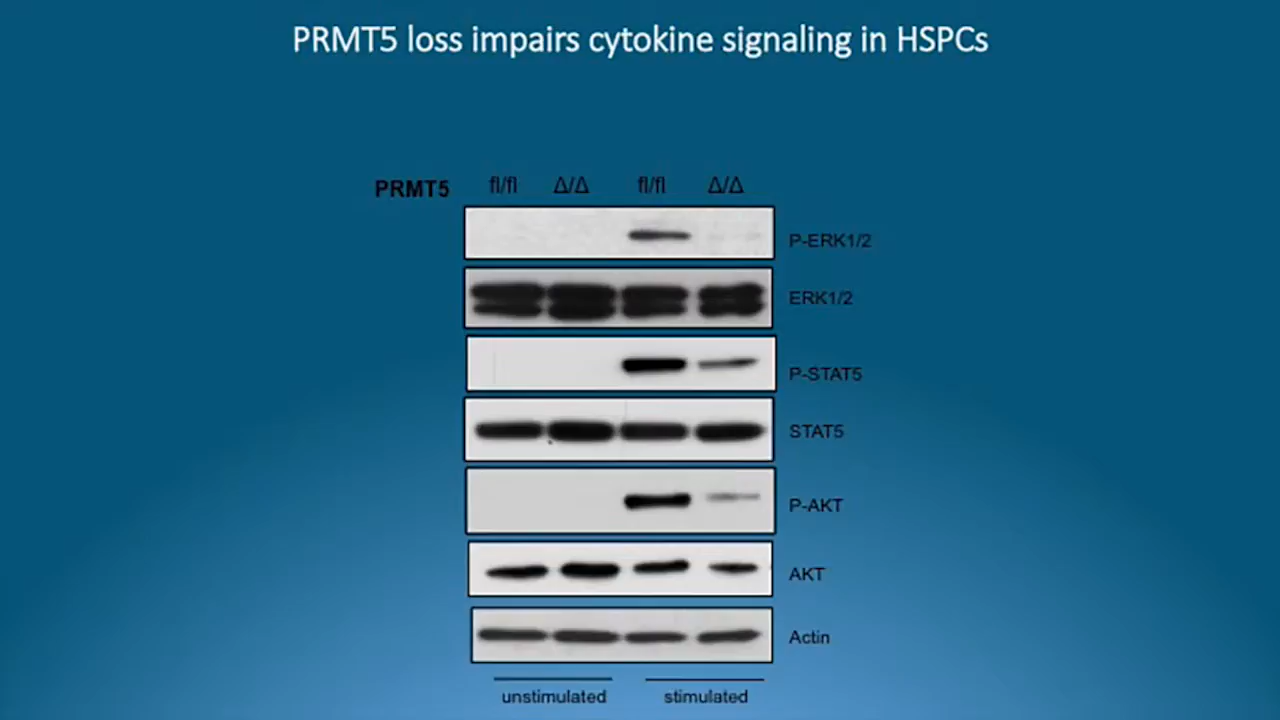 PRMT5 loss impairs cytokine signaling in HSPCs
PRMT5 fl/fl Δ/Δ fl/fl Δ/Δ
P-ERK1/2
ERK1/2
P-STAT5
STAT5
P-AKT
AKT
Actin
unstimulated stimulated